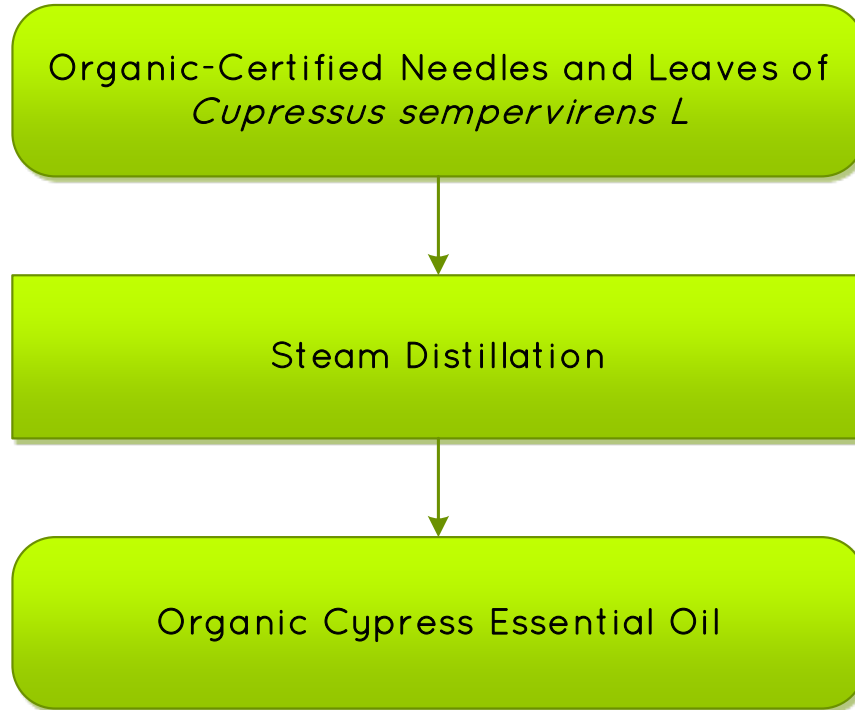 Organic-Certified Needles and Leaves of
Cupressus sempervirens L
Steam Distillation
Organic Cypress Essential Oil